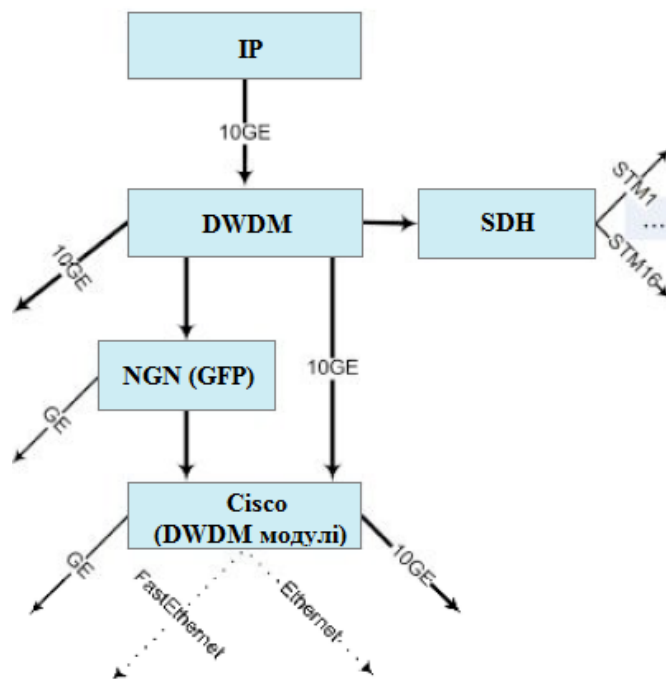 IP
10GE
DWDM
SDH
STM1
...
STM16
10GE
NGN (GFP)
10GE
GE
Cisco
(DWDM модулі)
GE
FastEthernet
Ethernet
10GE